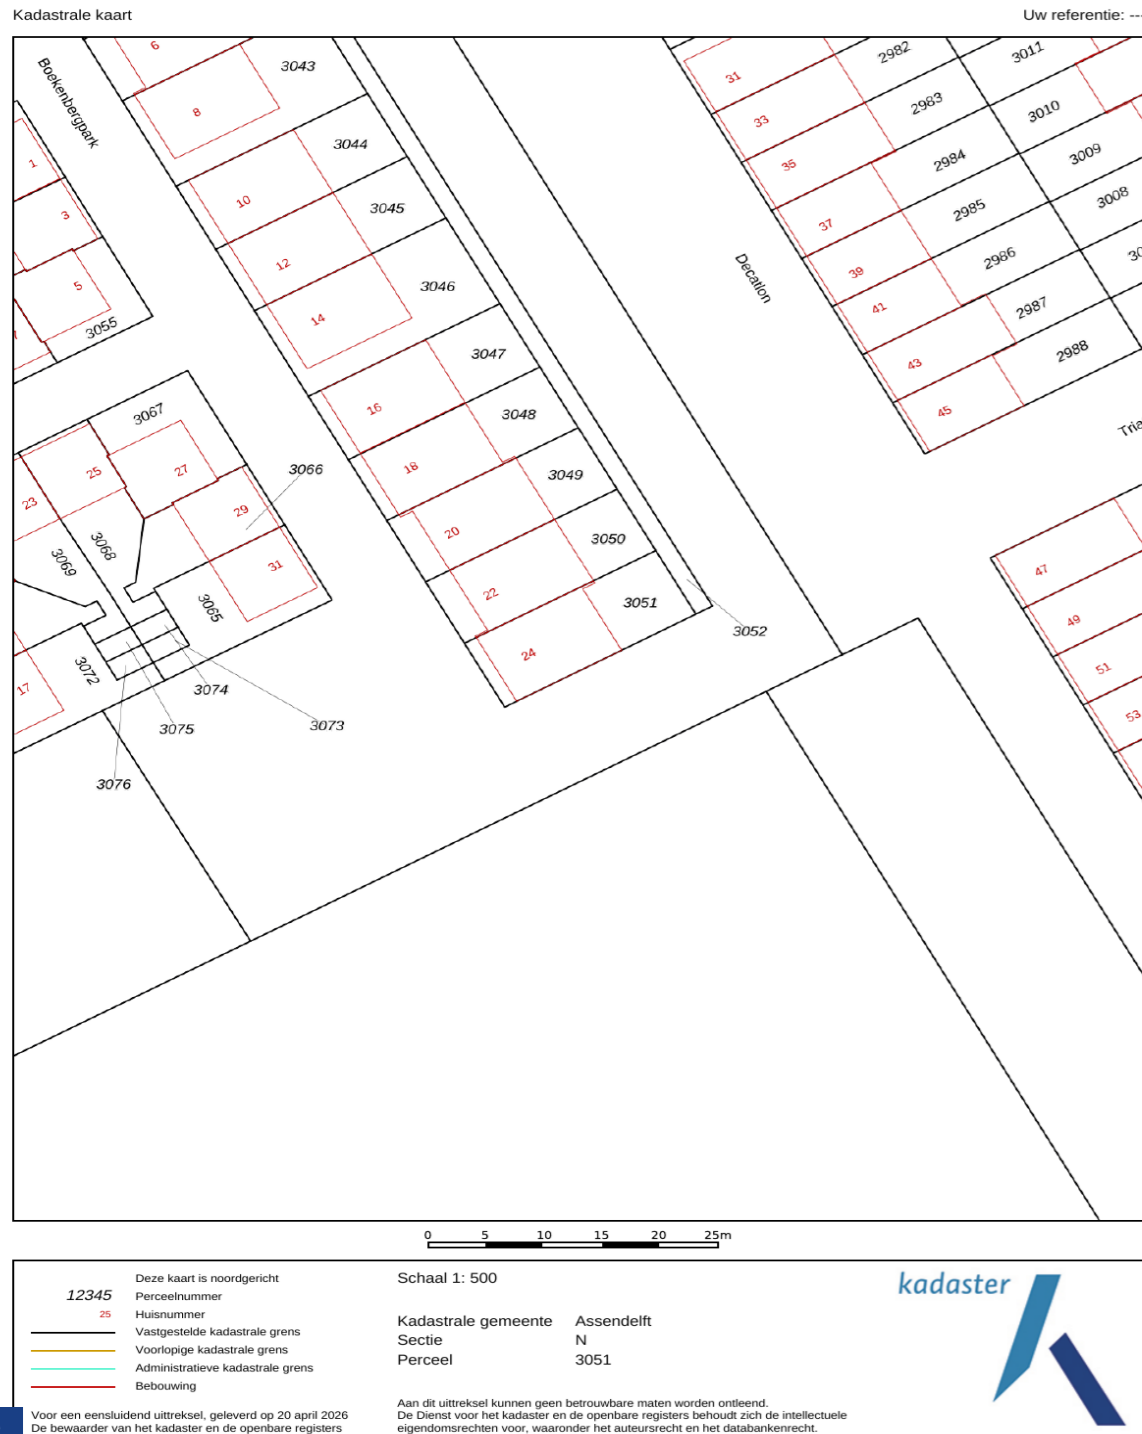 Kadastrale kaart
Uw referentie:
Boekenbergpark
6
3043
8
3044
10
3045
12
3046
14
3047
16
3048
18
3049
20
3050
22
3051
24
3052
1
3
5
3055
3067
25
27
23
3066
29
3068
3069
31
3065
3072
17
3074
3073
3075
3076
Decation
31
2982
3011
33
2983
3010
35
2984
3009
37
2985
3008
39
2986
41
2987
43
2988
45
47
49
51
53
0 5 10 15 20 25m
Deze kaart is noordgericht
12345 Perceelnummer
25 Huisnummer
Vastgestelde kadastrale grens
Voorlopige kadastrale grens
Administratieve kadastrale grens
Bebouwing
Voor een eensluidend uittreksel, geleverd op 20 april 2026
De bewaarder van het kadaster en de openbare registers
Schaal 1: 500
Kadastrale gemeente Assendelft
Sectie N
Perceel 3051
Aan dit uittreksel kunnen geen betrouwbare maten worden ontleend.
De Dienst voor het kadaster en de openbare registers behoudt zich de intellectuele
eigendomsrechten voor, waaronder het auteursrecht en het databankenrecht.
kadaster